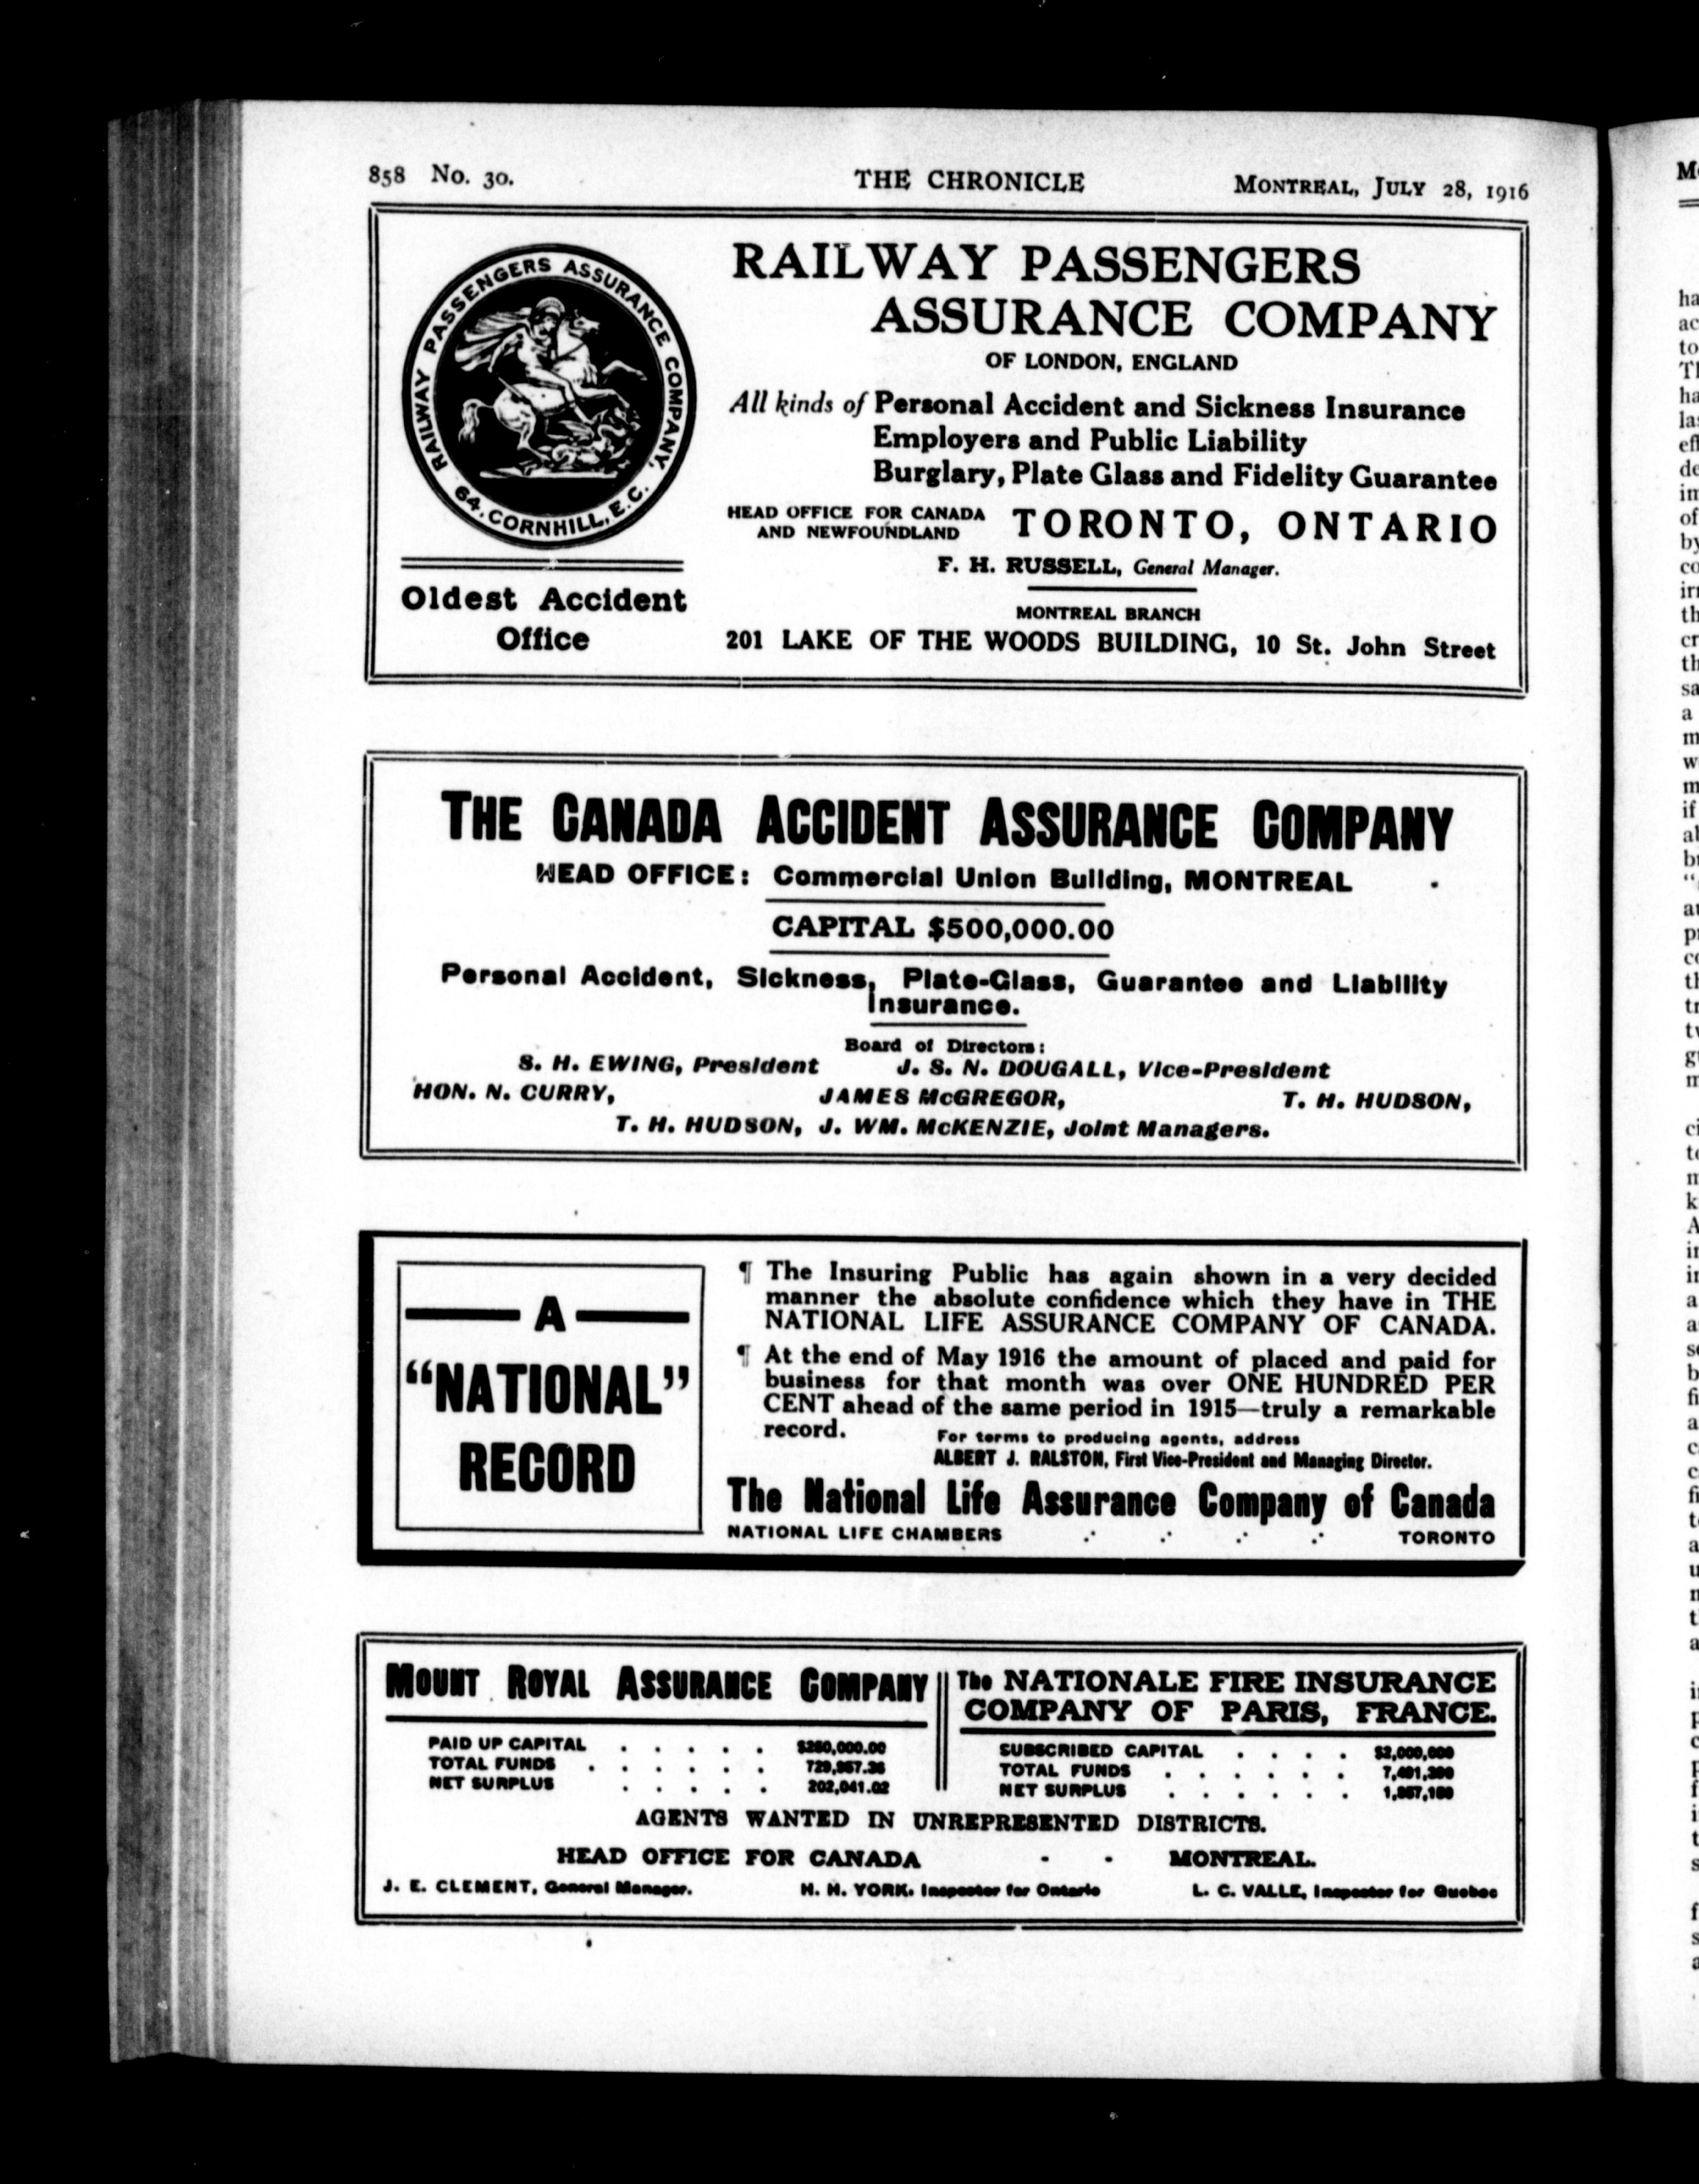 858 No. 30.
THE CHRONICLE
MONTREAL, JULY 28, 1916
RAILWAY PASSENGERS ASSURANCE COMPANY,
64, CORNHILL, E.C.
Oldest Accident
Office
RAILWAY PASSENGERS
ASSURANCE COMPANY
OF LONDON, ENGLAND
All kinds of Personal Accident and Sickness Insurance
Employers and Public Liability
Burglary, Plate Glass and Fidelity Guarantee
HEAD OFFICE FOR CANADA
AND NEWFOUNDLAND
TORONTO, ONTARIO
F. H. RUSSELL, General Manager.
MONTREAL BRANCH
201 LAKE OF THE WOODS BUILDING, 10 St. John Street
THE CANADA ACCIDENT ASSURANCE COMPANY
HEAD OFFICE: Commercial Union Building, MONTREAL
CAPITAL $500,000.00
Personal Accident, Sickness, Plate-Glass, Guarantee and Liability
Insurance.
Board of Directors:
S. H. EWING, President J. S. N. DOUGALL, Vice-President
HON. N. CURRY, JAMES McGREGOR, T. H. HUDSON,
T. H. HUDSON, J. WM. McKENZIE, Joint Managers.
A
"NATIONAL"
RECORD
¶ The Insuring Public has again shown in a very decided
manner the absolute confidence which they have in THE
NATIONAL LIFE ASSURANCE COMPANY OF CANADA.
¶ At the end of May 1916 the amount of placed and paid for
business for that month was over ONE HUNDRED PER
CENT ahead of the same period in 1915—truly a remarkable
record.
For terms to producing agents, address
ALBERT J. RALSTON, First Vice-President and Managing Director.
The National Life Assurance Company of Canada
NATIONAL LIFE CHAMBERS TORONTO
MOUNT ROYAL ASSURANCE COMPANY
PAID UP CAPITAL . . . . . $250,000.00
TOTAL FUNDS . . . . . .
NET SURPLUS . . . . . 202,041.02
The NATIONALE FIRE INSURANCE
COMPANY OF PARIS, FRANCE.
SUBSCRIBED CAPITAL . . . . $2,000,000
TOTAL FUNDS . . . . . .
NET SURPLUS . . . . . .
AGENTS WANTED IN UNREPRESENTED DISTRICTS.
HEAD OFFICE FOR CANADA - - MONTREAL.
J. E. CLEMENT, General Manager. H. H. YORK, Inspector for Ontario L. C. VALLE, Inspector for Quebec